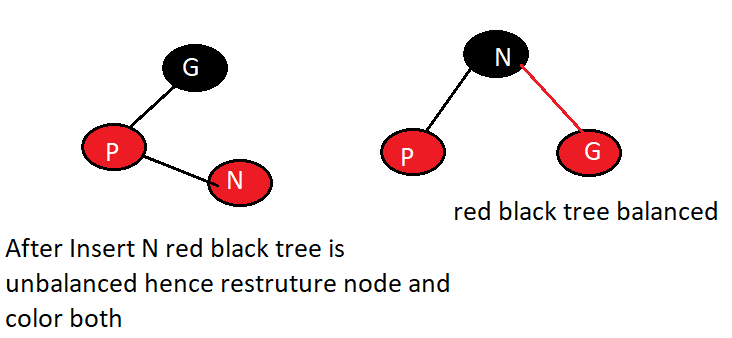 G
N
P
P
G
N
red black tree balanced
After Insert N red black tree is
unbalanced hence restruture node and
color both